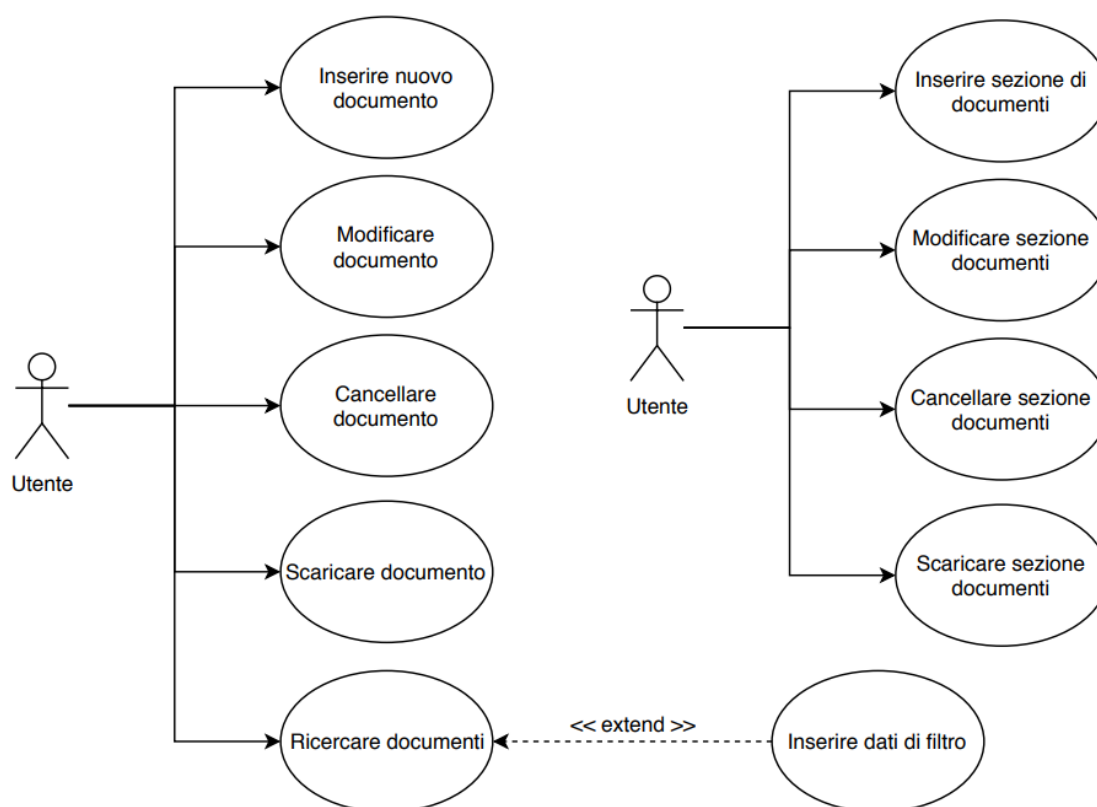 Inserire nuovo
documento
Modificare
documento
Cancellare
documento
Utente
Scaricare documento
Ricercare documenti
<< extend >>
Inserire dati di filtro
Inserire sezione di
documenti
Modificare sezione
documenti
Utente
Cancellare sezione
documenti
Scaricare sezione
documenti